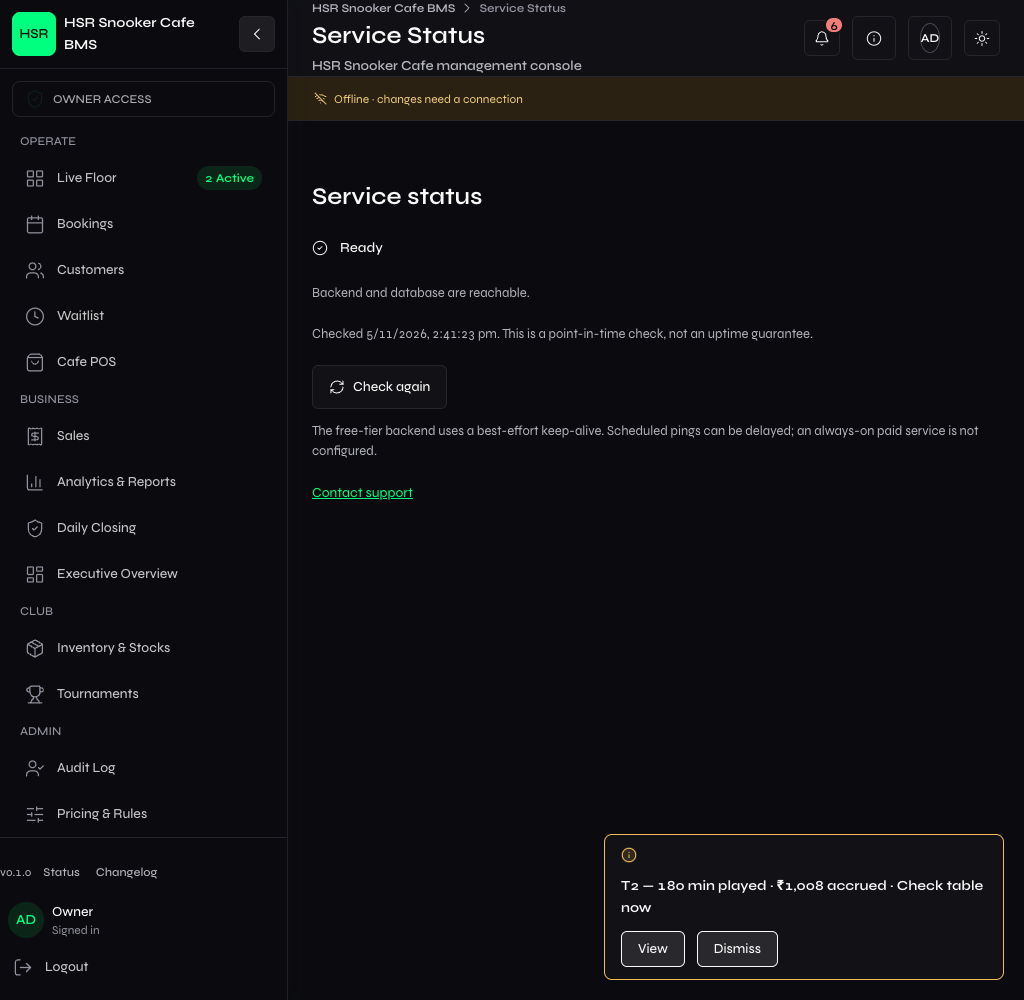 HSR
HSR Snooker Cafe
BMS
OWNER ACCESS
OPERATE
Live Floor
2 Active
Bookings
Customers
Waitlist
Cafe POS
BUSINESS
Sales
Analytics & Reports
Daily Closing
Executive Overview
CLUB
Inventory & Stocks
Tournaments
ADMIN
Audit Log
Pricing & Rules
v0.1.0 Status Changelog
AD
Owner
Signed in
Logout
HSR Snooker Cafe BMS > Service Status
Service Status
HSR Snooker Cafe management console
6
AD
Offline · changes need a connection
Service status
Ready
Backend and database are reachable.
Checked 5/11/2026, 2:41:23 pm. This is a point-in-time check, not an uptime guarantee.
Check again
The free-tier backend uses a best-effort keep-alive. Scheduled pings can be delayed; an always-on paid service is not
configured.
Contact support
T2 — 180 min played · ₹1,008 accrued · Check table
now
View
Dismiss